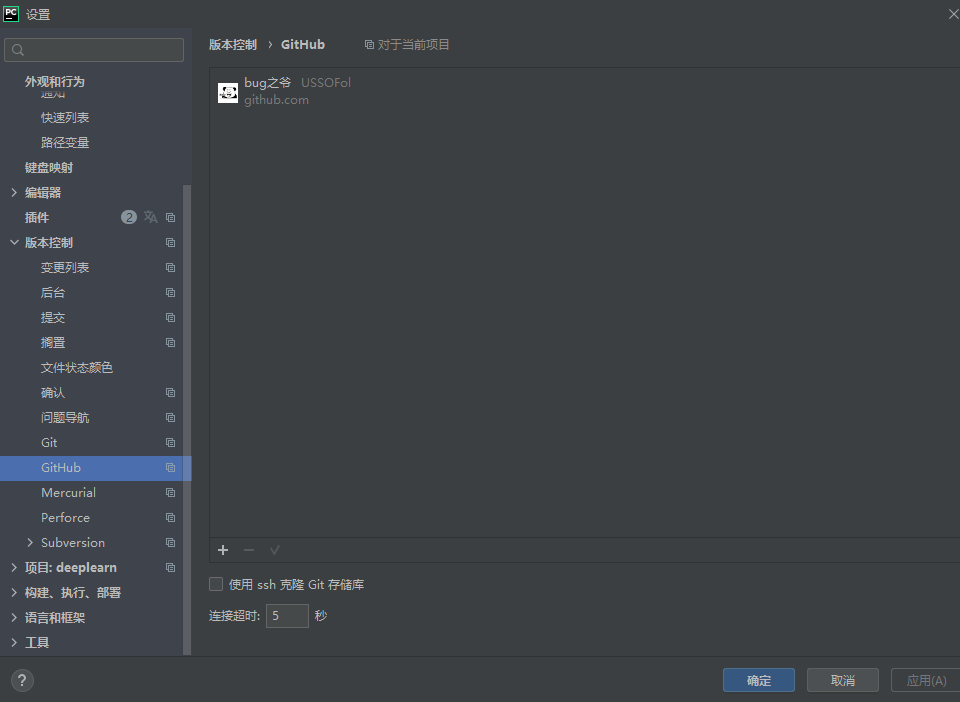 PC
设置
外观和行为
通知
快速列表
路径变量
键盘映射
编辑器
插件 2
版本控制
变更列表
后台
提交
搁置
文件状态颜色
确认
问题导航
Git
GitHub
Mercurial
Perforce
Subversion
项目: deeplearn
构建、执行、部署
语言和框架
工具
版本控制 › GitHub 对于当前项目
bug之爷 USSOFol
github.com
使用 ssh 克隆 Git 存储库
连接超时: 5 秒
?
确定 取消 应用(A)